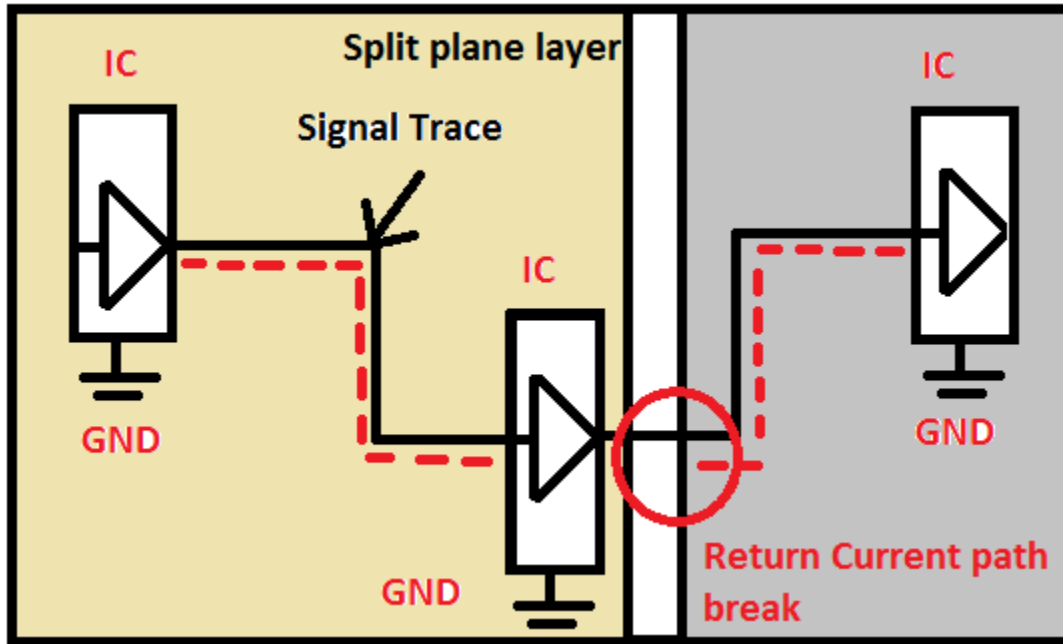 IC
Split plane layer
IC
Signal Trace
IC
GND
GND
GND
Return Current path
break